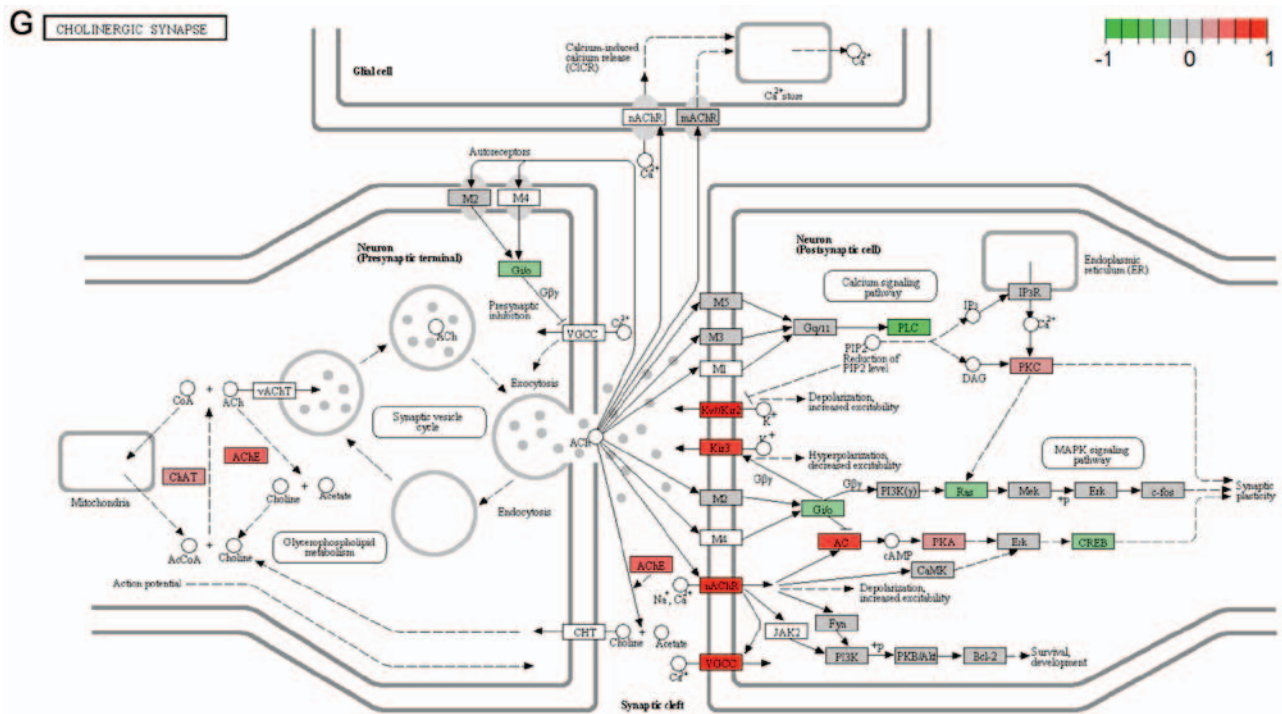 G
CHOLINERGIC SYNAPSE
-1 0 1
Glial cell
Calcium-induced
calcium release
(CICR)
Ca2+
Ca2+ store
nAChR
mAChR
Ca2+
Autoreceptors
M2
M4
Neuron
(Presynaptic terminal)
Gi/o
Gβγ
Presynaptic
inhibition
VGCC
Ca2+
ACh
Exocytosis
CoA
+
ACh
vAChT
Synaptic vesicle
cycle
ACh
Mitochondria
ChAT
AChE
Choline
+
Acetate
Endocytosis
AcCoA
+
Choline
Glycerophospholipid
metabolism
Action potential
CHT
Choline
+
Acetate
AChE
Na+, Ca2+
Ca2+
Synaptic cleft
Neuron
(Postsynaptic cell)
Calcium signaling
pathway
Endoplasmic
reticulum (ER)
M5
M3
M1
Gq/11
PLC
IP3
IP3R
Ca2+
PIP2
Reduction of
PIP2 level
DAG
PKC
Kv7/Kir2
K+
Depolarization,
increased excitability
Kir3
K+
Hyperpolarization,
decreased excitability
Gβγ
MAPK signaling
pathway
M2
M4
Gi/o
Gβγ
PI3K(γ)
Ras
Mek
+p
Erk
c-fos
Synaptic
plasticity
AC
cAMP
PKA
Erk
CREB
CaMK
nAChR
Depolarization,
increased excitability
JAK2
Fyn
PI3K
+p
PKB/Akt
Bcl-2
Survival,
development
VGCC